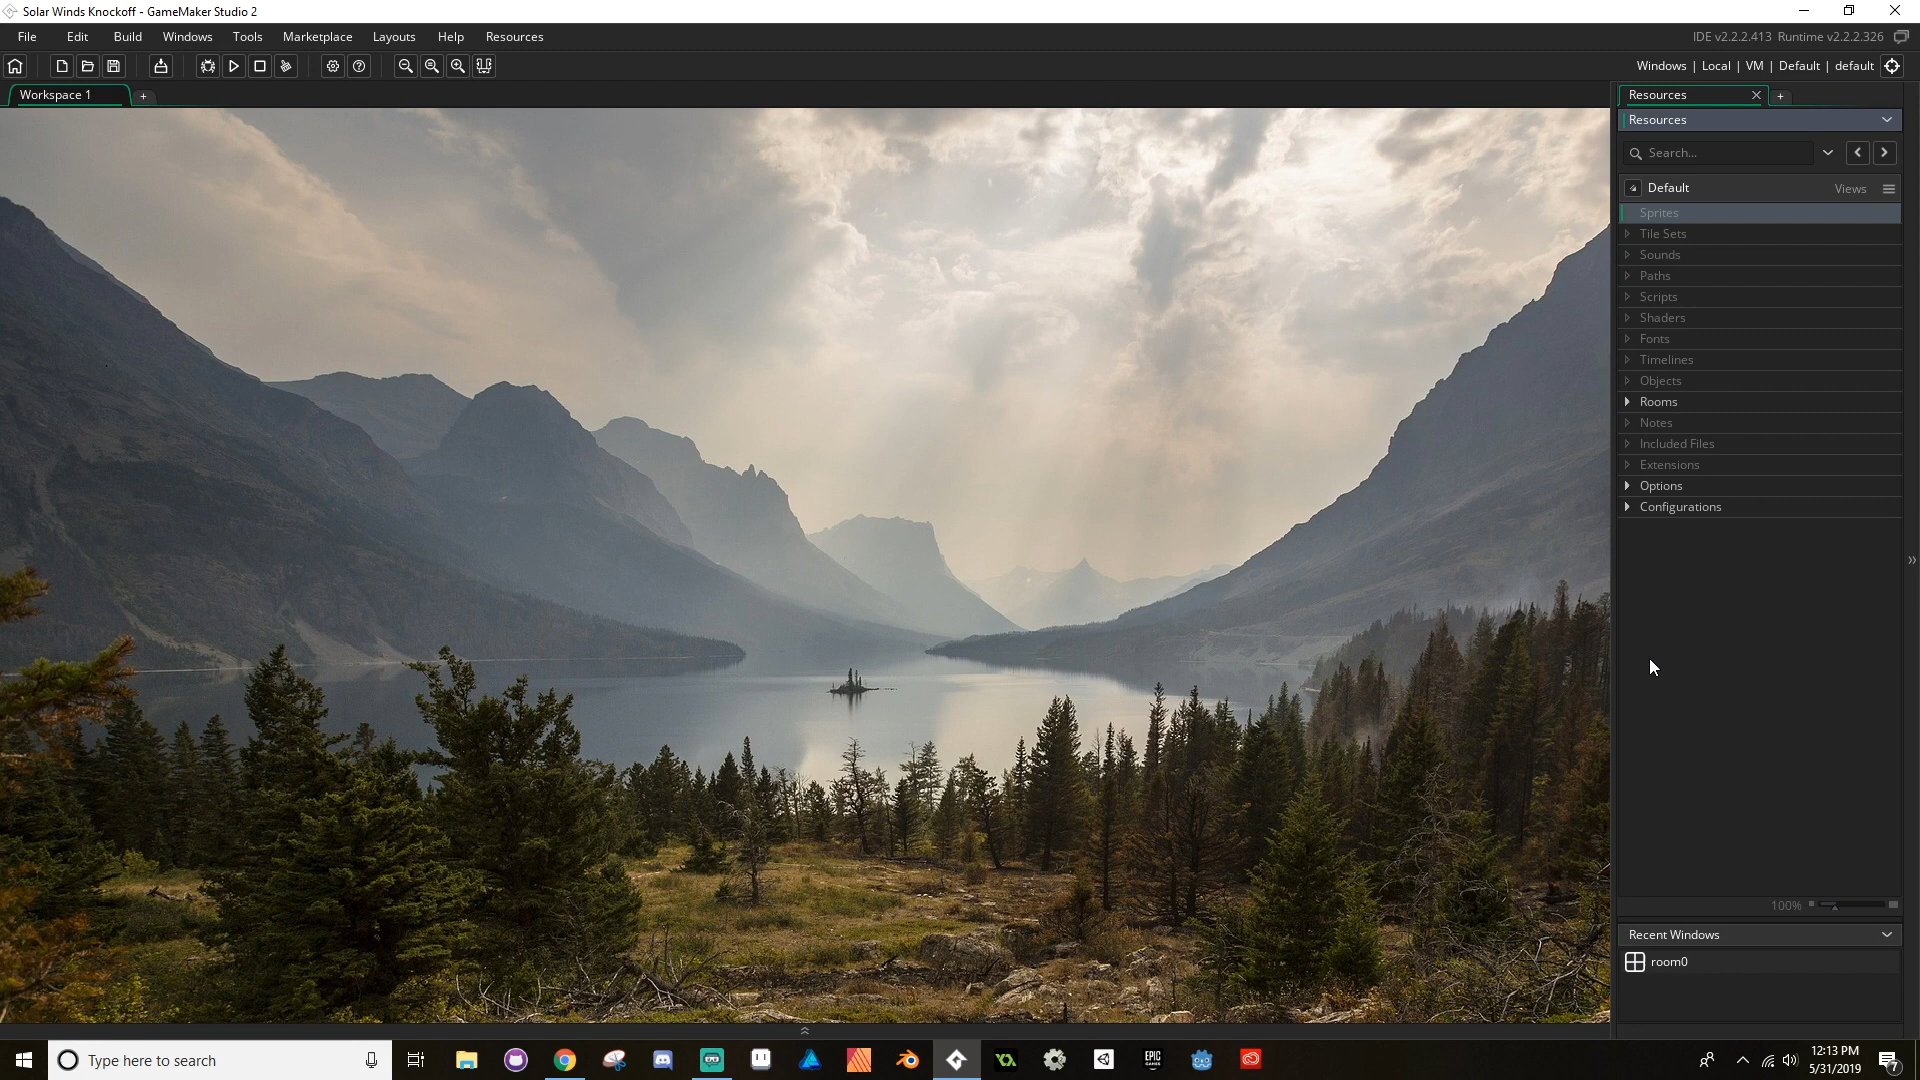 Solar Winds Knockoff - GameMaker Studio 2
File Edit Build Windows Tools Marketplace Layouts Help Resources
IDE v2.2.2.413 Runtime v2.2.2.326
Windows | Local | VM | Default | default
Workspace 1 +
Resources +
Resources
Search...
Default Views
Sprites
Tile Sets
Sounds
Paths
Scripts
Shaders
Fonts
Timelines
Objects
Rooms
Notes
Included Files
Extensions
Options
Configurations
100%
Recent Windows
room0
Type here to search
EPIC
GAMES
12:13 PM
5/31/2019
7